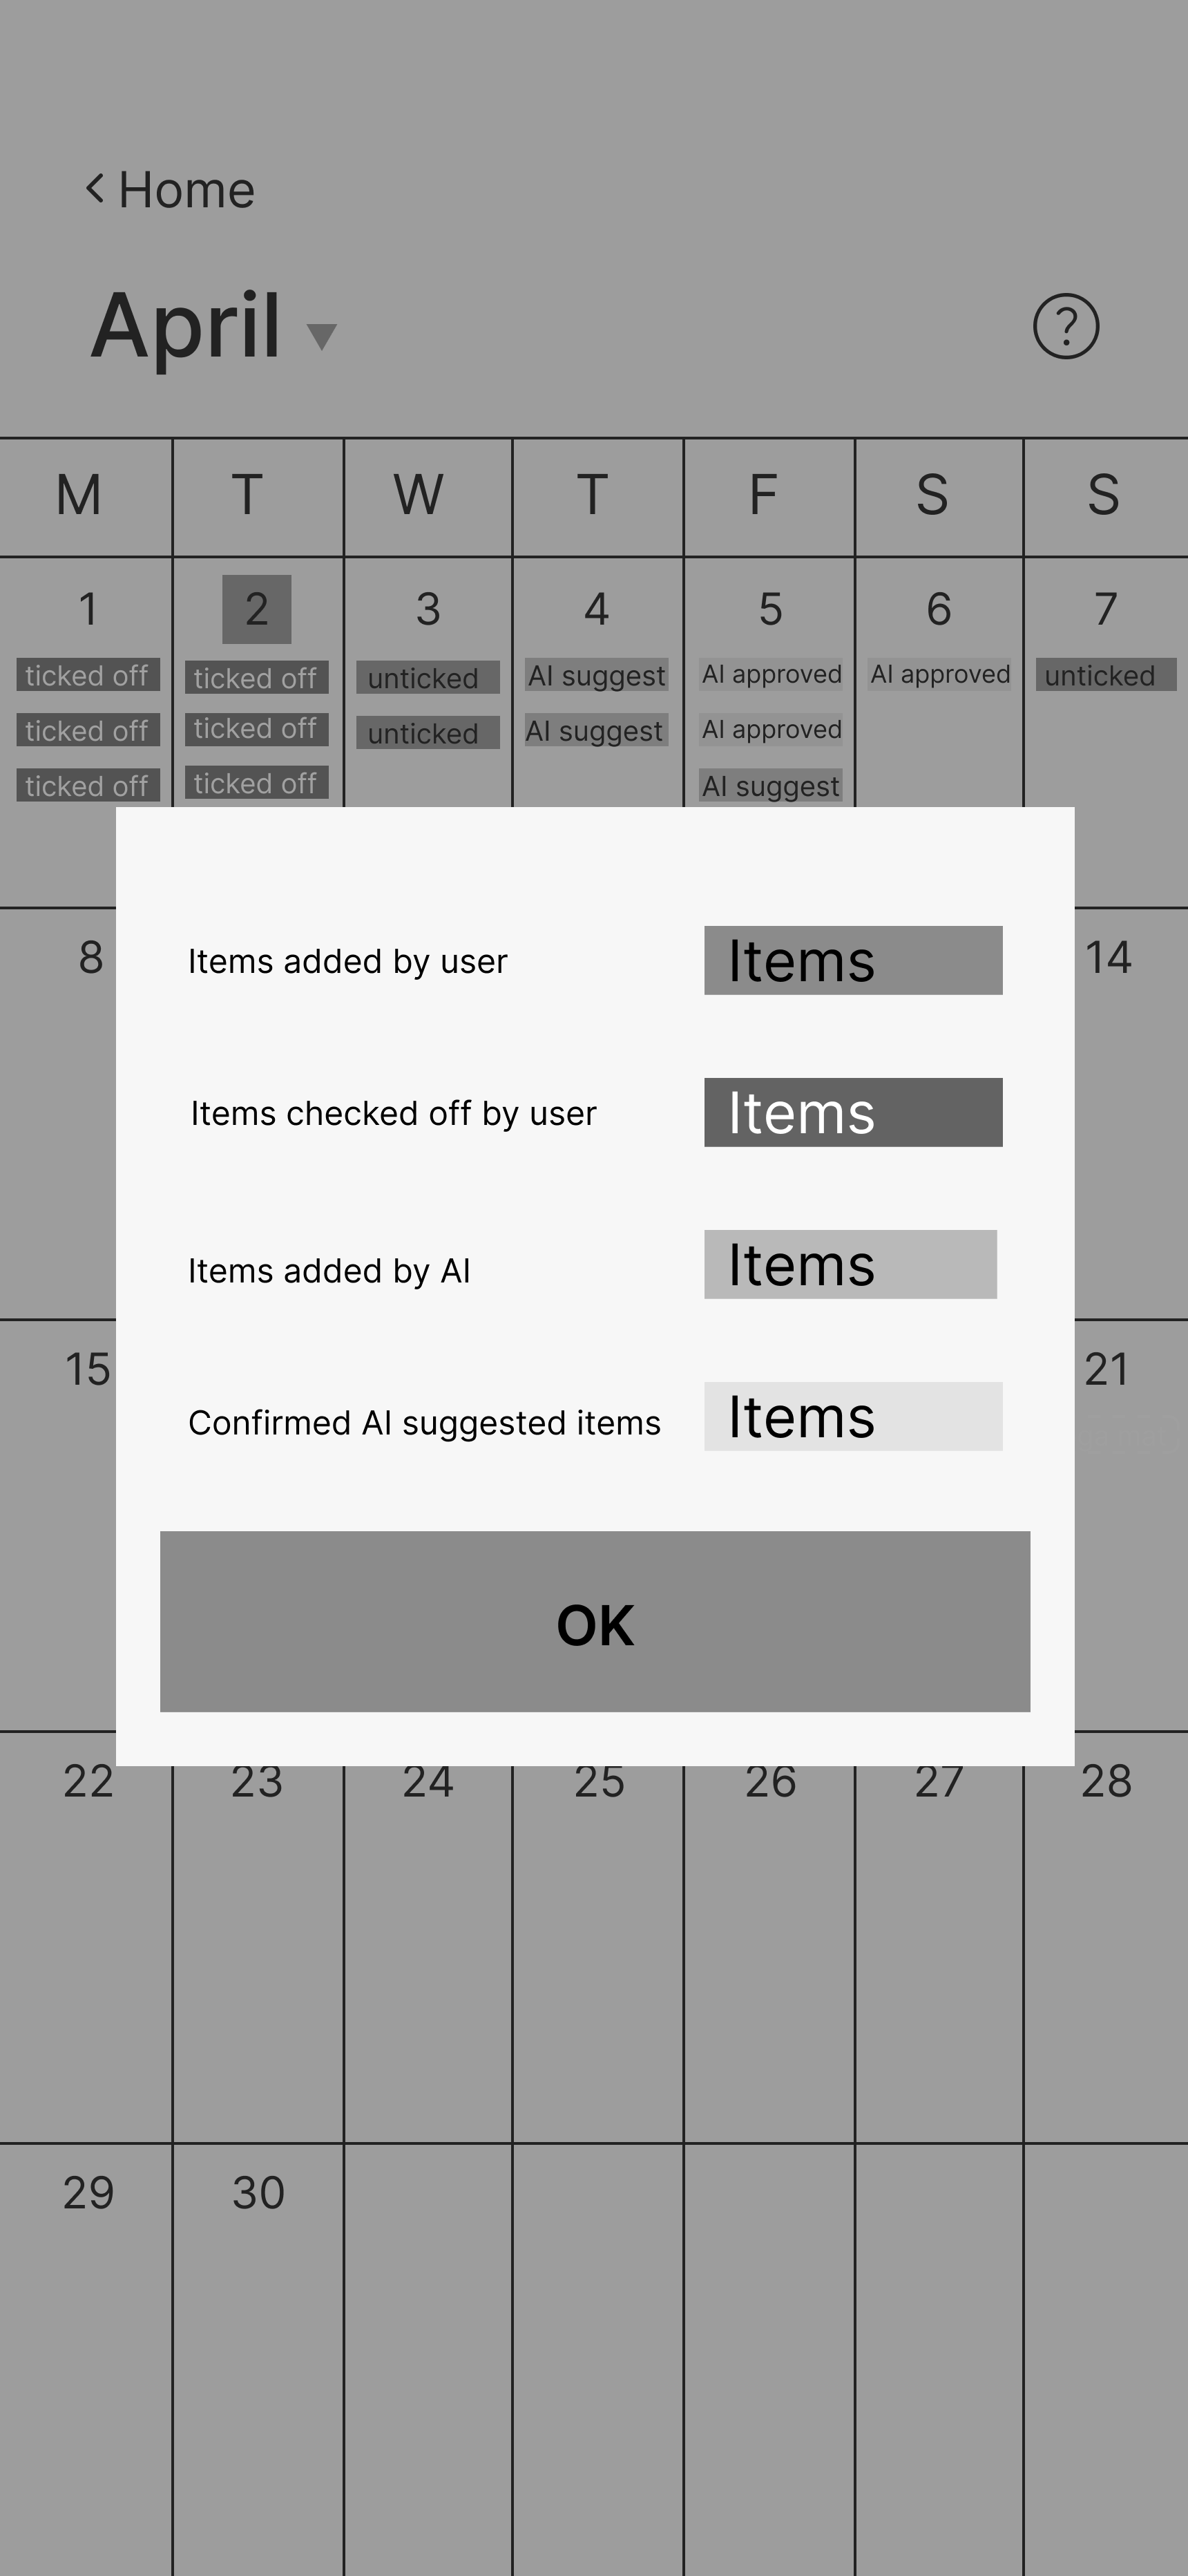 Home
April
?
M T W T F S S
1 2 3 4 5 6 7
ticked off ticked off unticked AI suggest AI approved AI approved unticked
ticked off ticked off unticked AI suggest AI approved
ticked off ticked off AI suggest
Items added by user Items
8 14
Items checked off by user Items
Items added by AI Items
15 21
Confirmed AI suggested items Items
OK
22 23 24 25 26 27 28
29 30